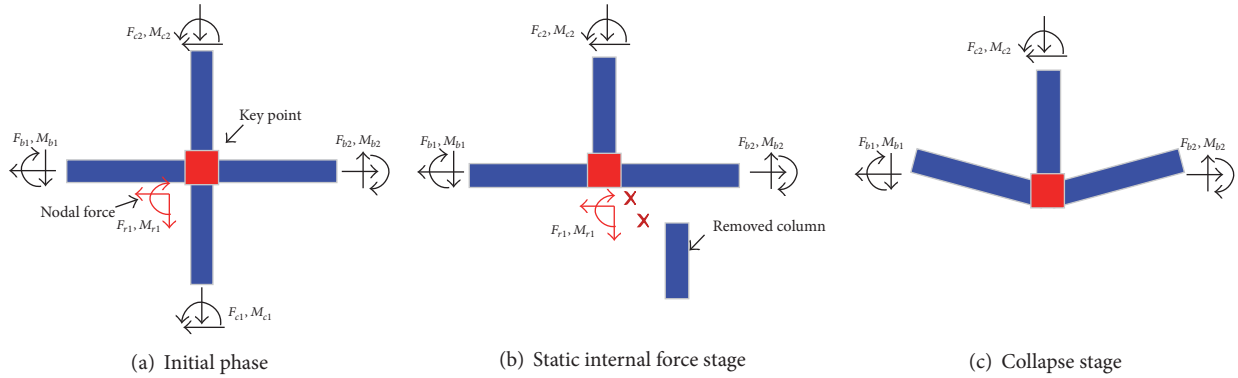 F_{c2}, M_{c2}
Key point
F_{b1}, M_{b1}
F_{b2}, M_{b2}
Nodal force
F_{r1}, M_{r1}
F_{c1}, M_{c1}
(a) Initial phase
F_{c2}, M_{c2}
F_{b1}, M_{b1}
F_{b2}, M_{b2}
X
X
F_{r1}, M_{r1}
Removed column
(b) Static internal force stage
F_{c2}, M_{c2}
F_{b1}, M_{b1}
F_{b2}, M_{b2}
(c) Collapse stage